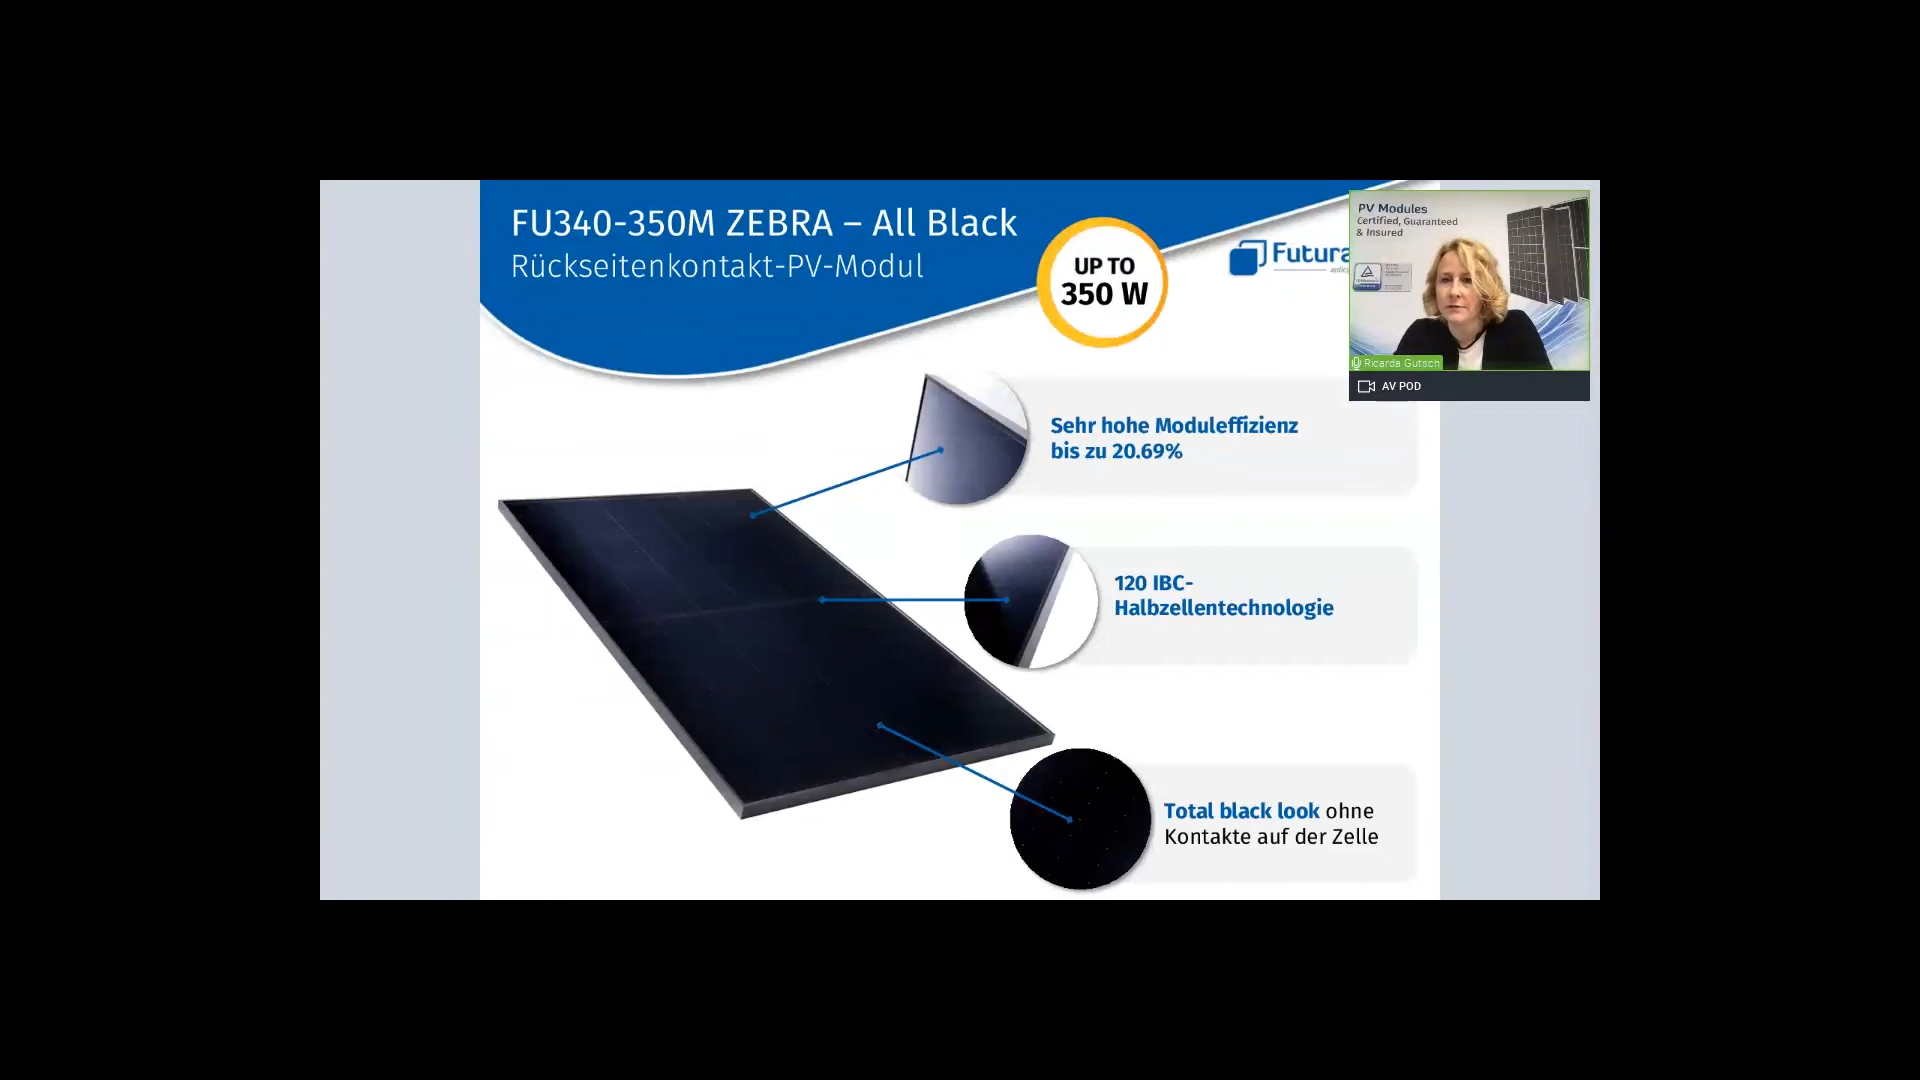 FU340-350M ZEBRA – All Black
Rückseitenkontakt-PV-Modul
UP TO
350 W
Futura
PV Modules
Certified, Guaranteed
& Insured
Ricarda Gutsch
AV POD
Sehr hohe Moduleffizienz
bis zu 20.69%
120 IBC-
Halbzellentechnologie
Total black look ohne
Kontakte auf der Zelle